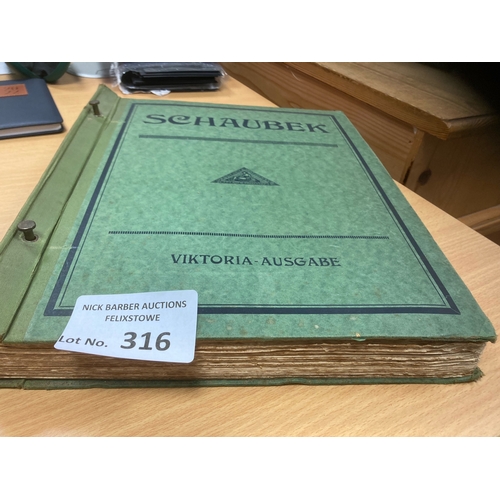 SCHAUBEK
VIKTORIA-AUSGABE
NICK BARBER AUCTIONS
FELIXSTOWE
Lot No. 316